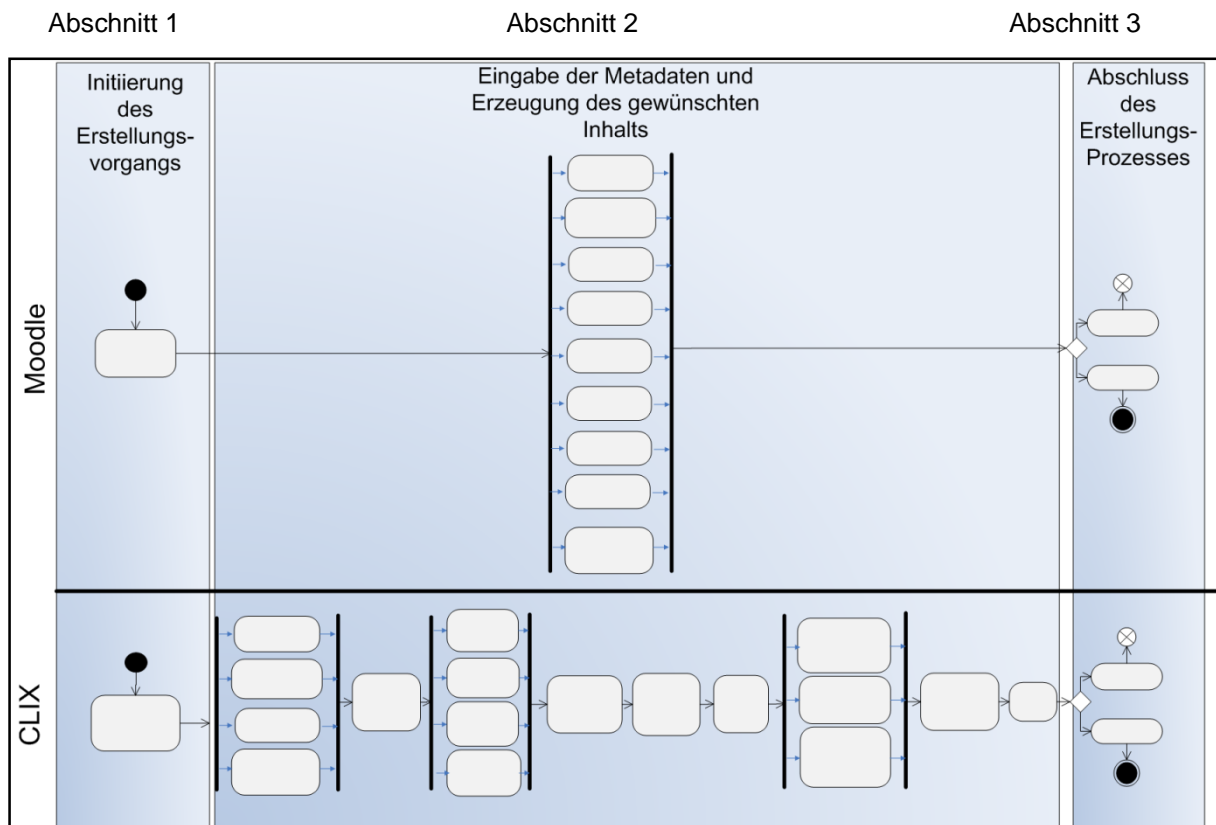 Abschnitt 1
Abschnitt 2
Abschnitt 3
Initiierung
des
Erstellungs-
vorgangs
Eingabe der Metadaten und
Erzeugung des gewünschten
Inhalts
Abschluss
des
Erstellungs-
Prozesses
Moodle
CLIX